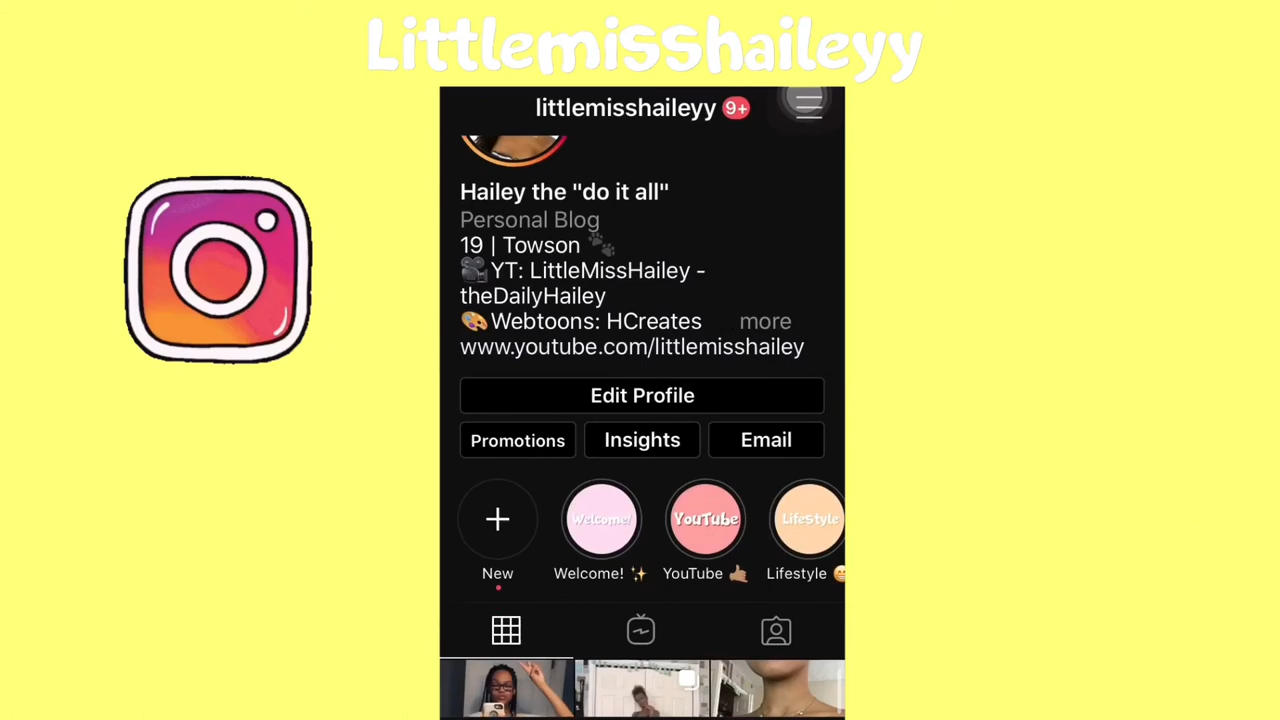 Littlemisshaileyy
littlemisshaileyy 9+
Hailey the "do it all"
Personal Blog
19 | Towson 🐾
🎥YT: LittleMissHailey -
theDailyHailey
🎨Webtoons: HCreates more
www.youtube.com/littlemisshailey
Edit Profile
Promotions Insights Email
Welcome! YouTube Lifestyle
New Welcome! ✨ YouTube 🤙🏽 Lifestyle 😁